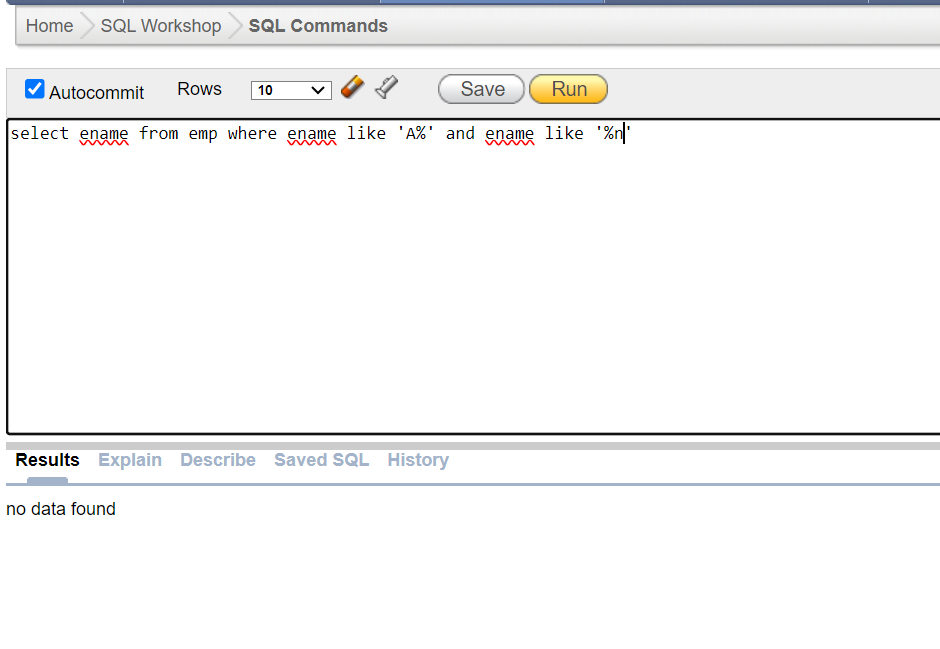 Home SQL Workshop SQL Commands
Autocommit Rows 10 Save Run
select ename from emp where ename like 'A%' and ename like '%n'
Results Explain Describe Saved SQL History
no data found